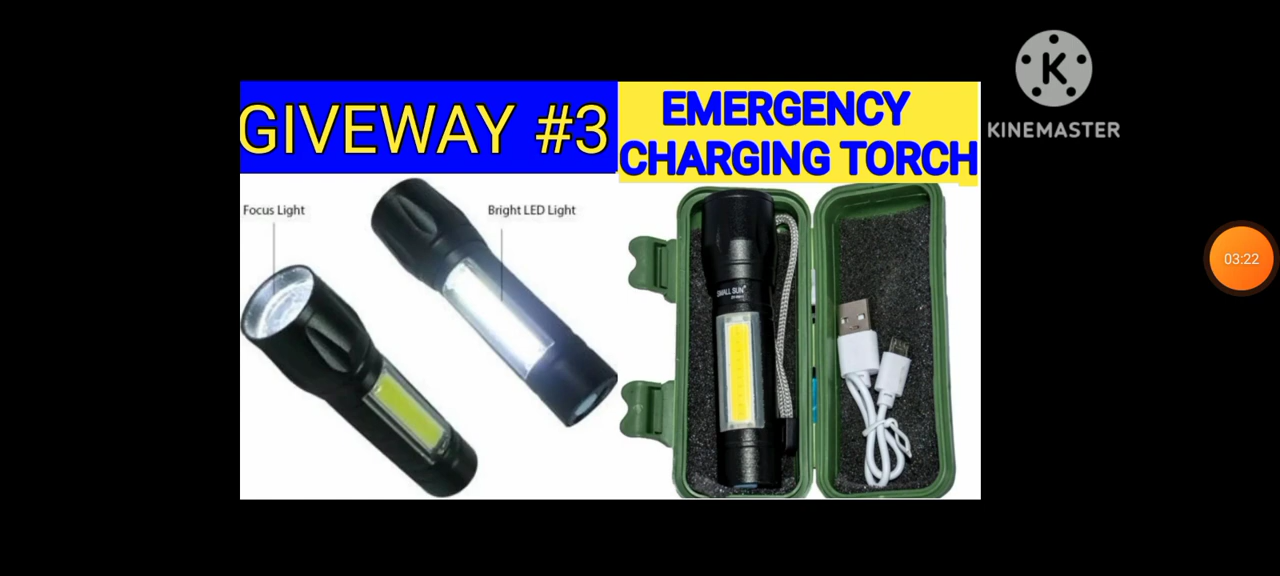 GIVEWAY #3
EMERGENCY
CHARGING TORCH
KINEMASTER
Focus Light
Bright LED Light
SMALL SUN
03:22